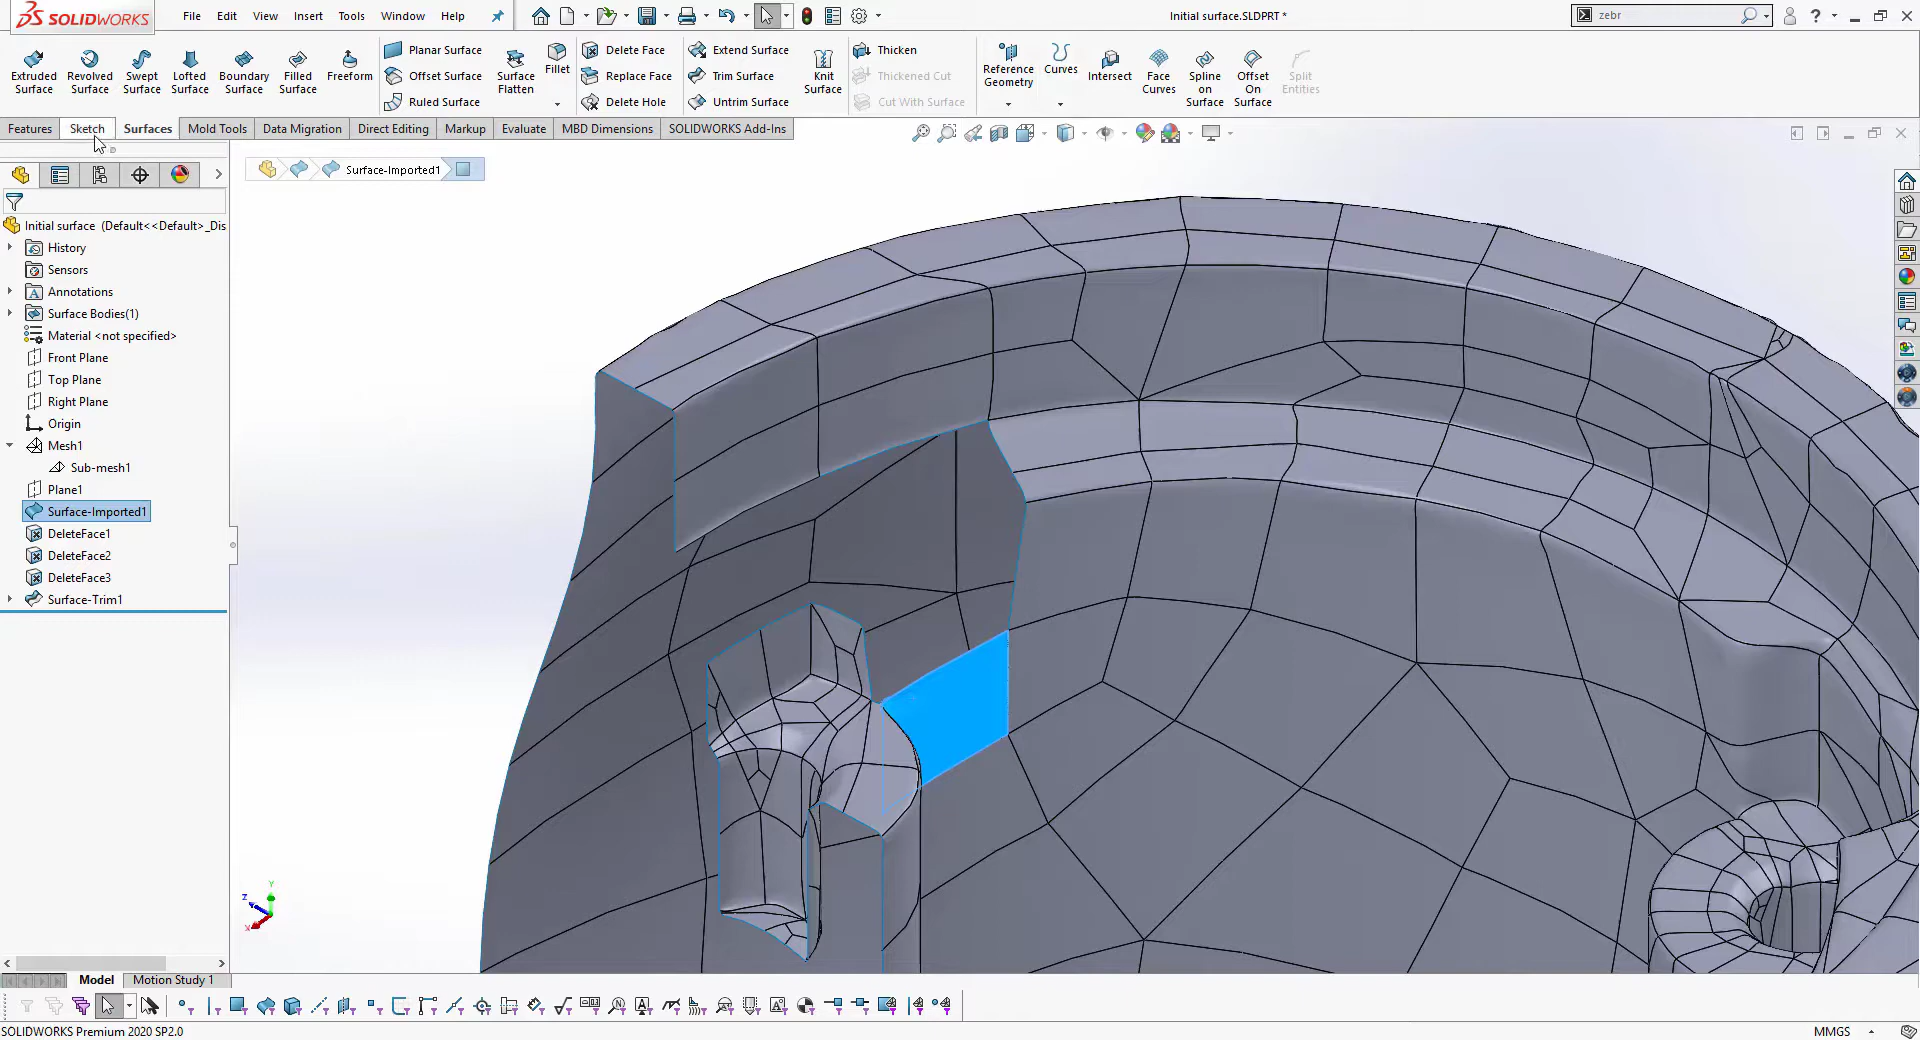 SOLIDWORKS
File Edit View Insert Tools Window Help
Initial surface.SLDPRT *
zebr
Extruded Surface
Revolved Surface
Swept Surface
Lofted Surface
Boundary Surface
Filled Surface
Freeform
Planar Surface
Offset Surface
Ruled Surface
Surface Flatten
Fillet
Delete Face
Replace Face
Delete Hole
Extend Surface
Trim Surface
Untrim Surface
Knit Surface
Thicken
Thickened Cut
Cut With Surface
Reference Geometry
Curves
Intersect
Face Curves
Spline on Surface
Offset On Surface
Split Entities
Features Sketch Surfaces Mold Tools Data Migration Direct Editing Markup Evaluate MBD Dimensions SOLIDWORKS Add-Ins
Surface-Imported1
Initial surface (Default<<Default>_Dis
History
Sensors
Annotations
Surface Bodies(1)
Material <not specified>
Front Plane
Top Plane
Right Plane
Origin
Mesh1
Sub-mesh1
Plane1
Surface-Imported1
DeleteFace1
DeleteFace2
DeleteFace3
Surface-Trim1
Y
Z
X
Model Motion Study 1
SOLIDWORKS Premium 2020 SP2.0
MMGS